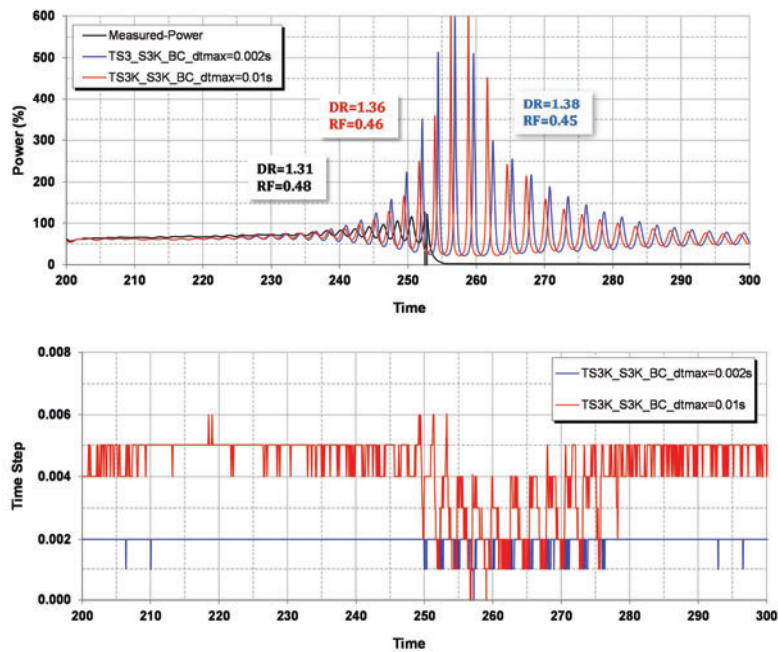 600
500
400
300
200
100
0
Power (%)
Measured-Power
TS3_S3K_BC_dtmax=0.002s
TS3K_S3K_BC_dtmax=0.01s
DR=1.36
RF=0.46
DR=1.38
RF=0.45
DR=1.31
RF=0.48
200 210 220 230 240 250 260 270 280 290 300
Time
0.008
0.006
0.004
0.002
0.000
Time Step
TS3K_S3K_BC_dtmax=0.002s
TS3K_S3K_BC_dtmax=0.01s
200 210 220 230 240 250 260 270 280 290 300
Time